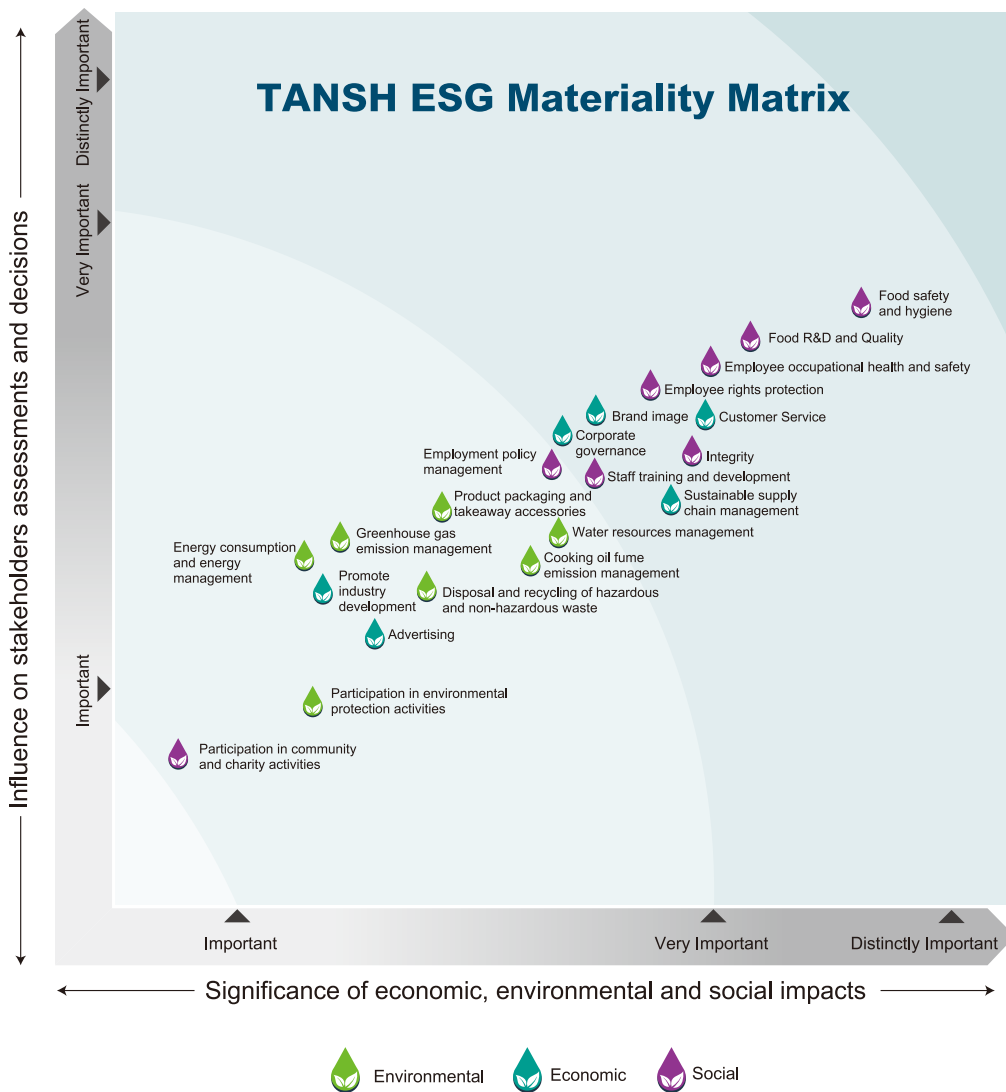 TANSH ESG Materiality Matrix
Influence on stakeholders assessments and decisions
Distinctly Important
Very Important
Important
Food safety
and hygiene
Food R&D and Quality
Employee occupational health and safety
Employee rights protection
Brand image
Customer Service
Corporate
governance
Employment policy
management
Integrity
Staff training and development
Product packaging and
takeaway accessories
Sustainable supply
chain management
Greenhouse gas
emission management
Water resources management
Energy consumption
and energy
management
Cooking oil fume
emission management
Promote
industry
development
Disposal and recycling of hazardous
and non-hazardous waste
Advertising
Participation in environmental
protection activities
Participation in community
and charity activities
Important
Very Important
Distinctly Important
Significance of economic, environmental and social impacts
Environmental
Economic
Social